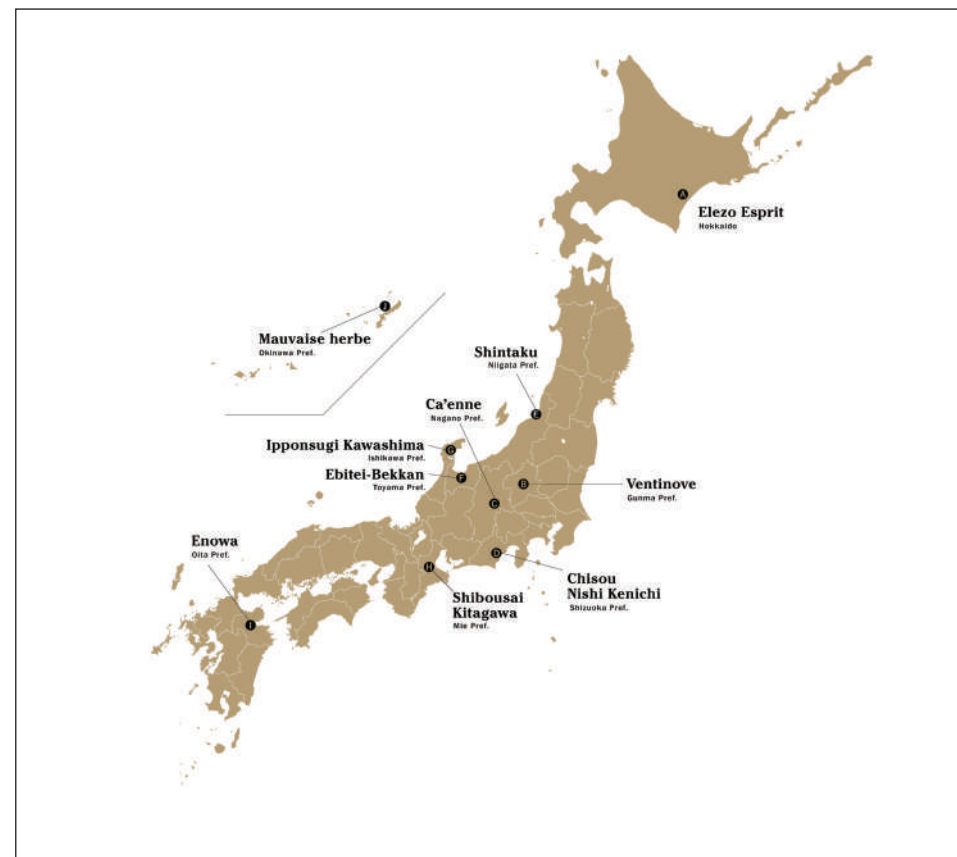 A
Elezo Esprit
Hokkaido
J
Mauvaise herbe
Okinawa Pref.
Shintaku
Niigata Pref.
E
Ca'enne
Nagano Pref.
Ipponsugi Kawashima
Ishikawa Pref.
G
Ebitei-Bekkan
Toyama Pref.
F
B
Ventinove
Gunma Pref.
C
Enowa
Oita Pref.
D
Chisou
Nishi Kenichi
Shizuoka Pref.
H
Shibousai
Kitagawa
Mie Pref.
I